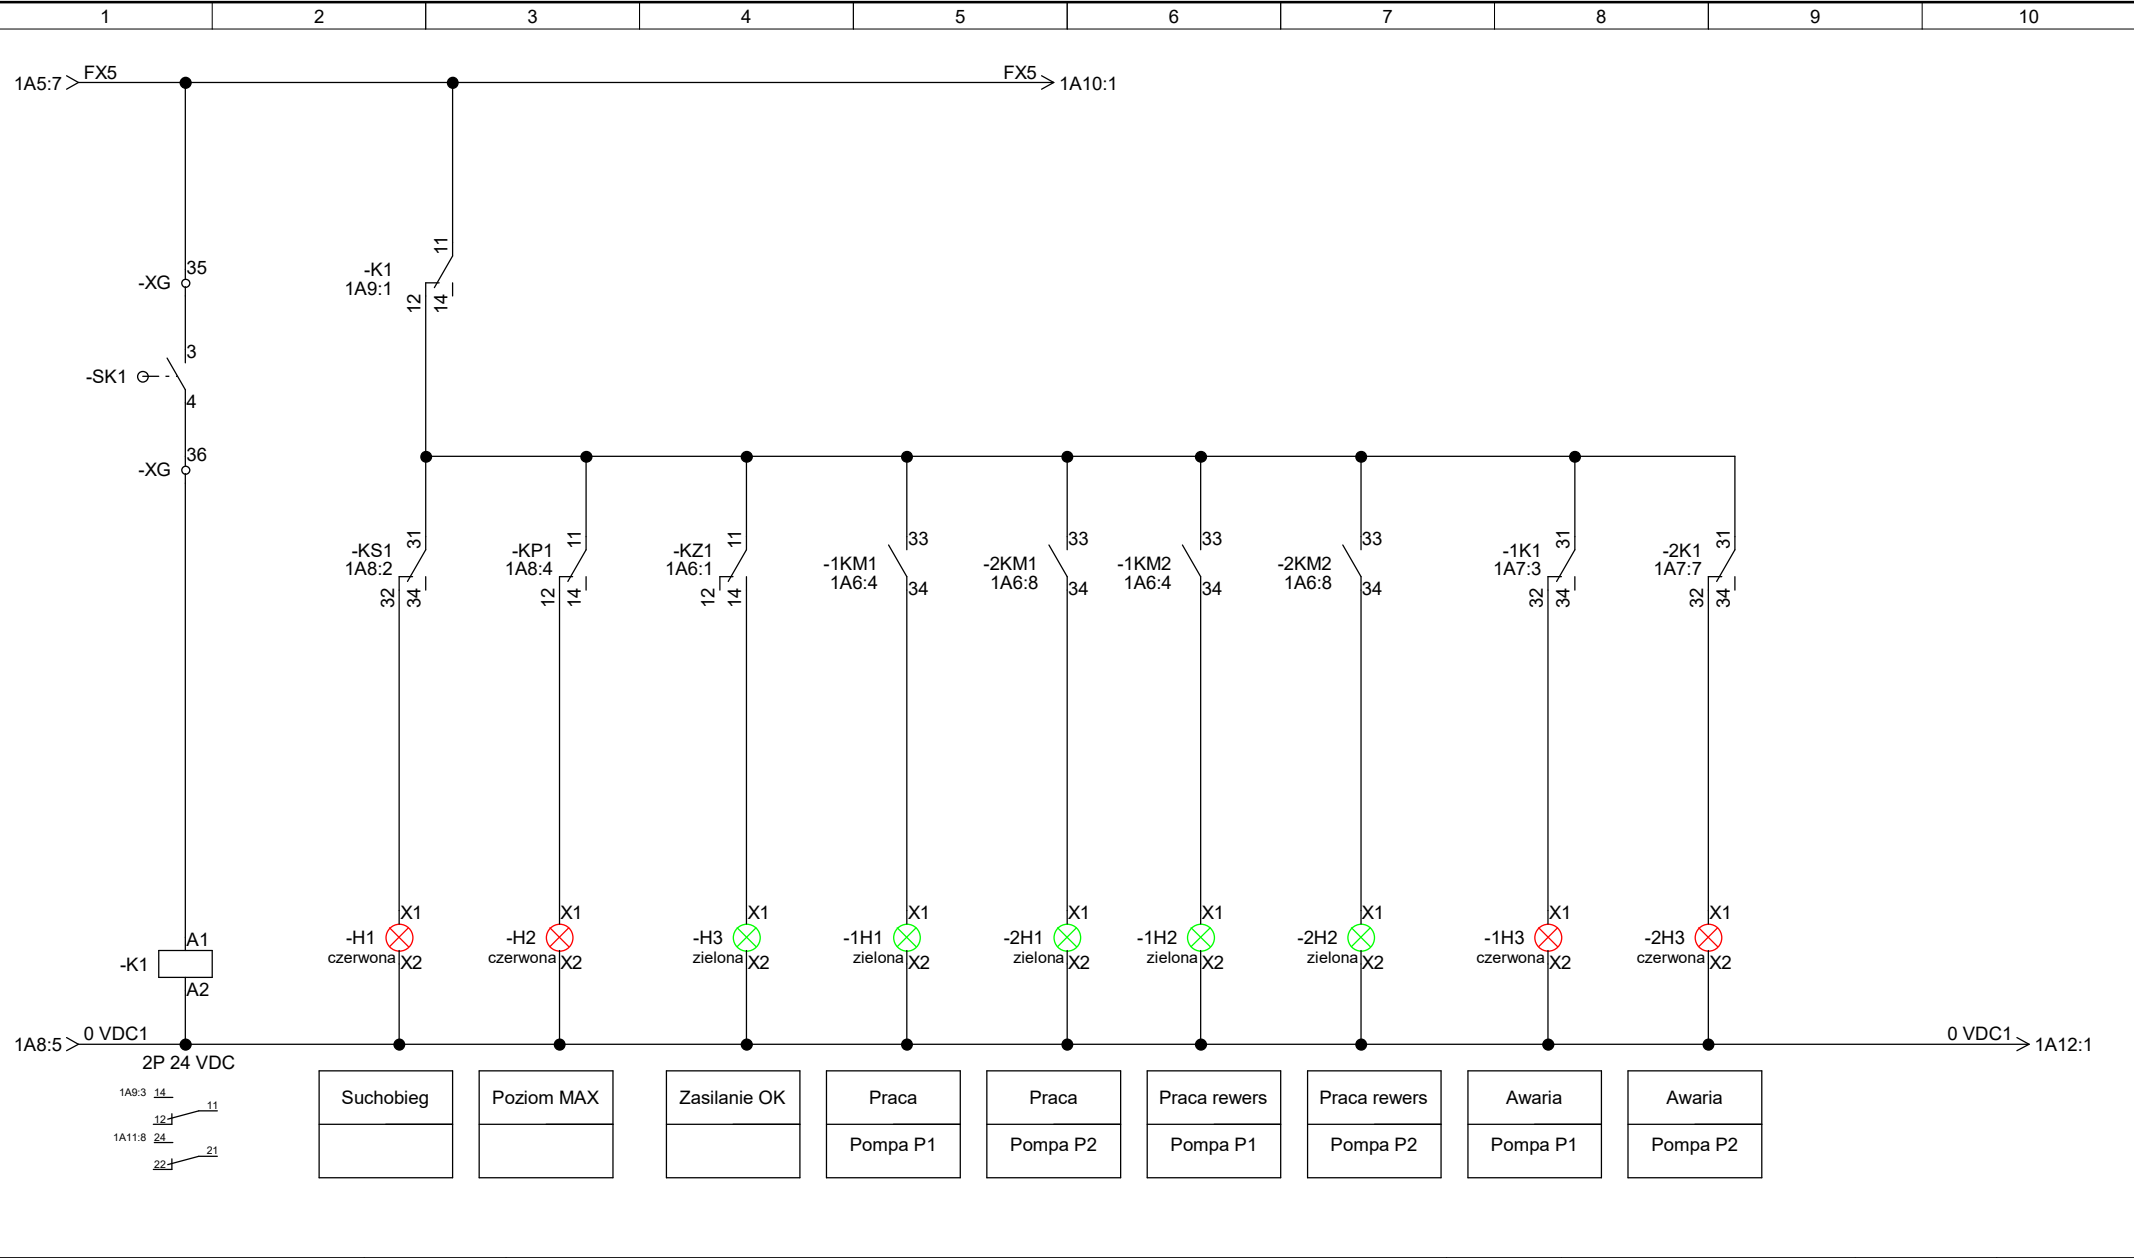 1 2 3 4 5 6 7 8 9 10
1A5:7 FX5 FX5 1A10:1
11
-K1
1A9:1
12 14
-XG 35
3
-SK1
4
-XG 36
-KS1
1A8:2
31
32 34
-KP1
1A8:4
11
12 14
-KZ1
1A6:1
11
12 14
-1KM1
1A6:4
33
34
-2KM1
1A6:8
33
34
-1KM2
1A6:4
33
34
-2KM2
1A6:8
33
34
-1K1
1A7:3
31
32 34
-2K1
1A7:7
31
32 34
A1
-K1
A2
X1
-H1
czerwona
X2
X1
-H2
czerwona
X2
X1
-H3
zielona
X2
X1
-1H1
zielona
X2
X1
-2H1
zielona
X2
X1
-1H2
zielona
X2
X1
-2H2
zielona
X2
X1
-1H3
czerwona
X2
X1
-2H3
czerwona
X2
1A8:5 0 VDC1 0 VDC1 1A12:1
2P 24 VDC
1A9:3 14
11
12
1A11:8 24
21
22
Suchobieg
Poziom MAX
Zasilanie OK
Praca
Pompa P1
Praca
Pompa P2
Praca rewers
Pompa P1
Praca rewers
Pompa P2
Awaria
Pompa P1
Awaria
Pompa P2